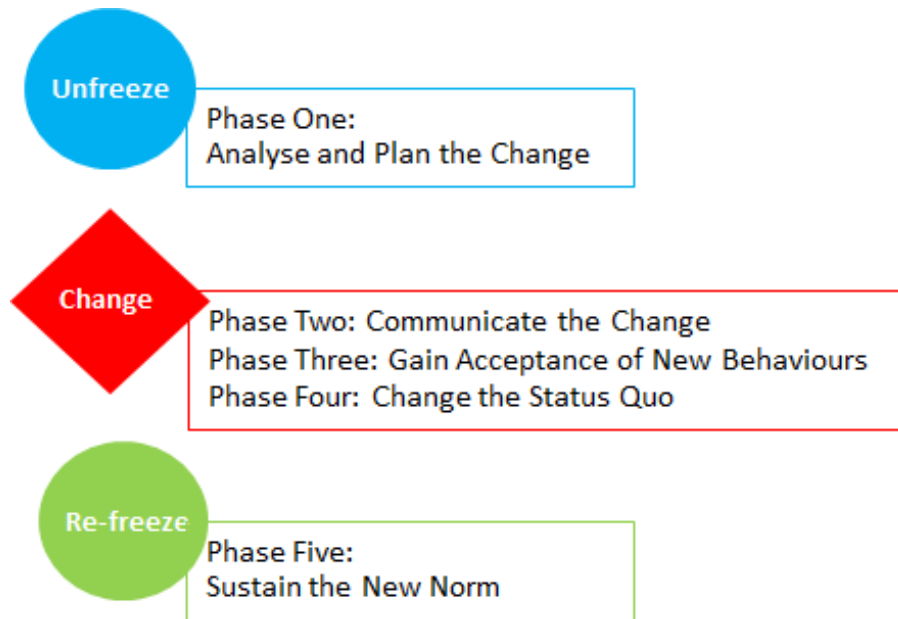 Unfreeze
Phase One:
Analyse and Plan the Change
Change
Phase Two: Communicate the Change
Phase Three: Gain Acceptance of New Behaviours
Phase Four: Change the Status Quo
Re-freeze
Phase Five:
Sustain the New Norm